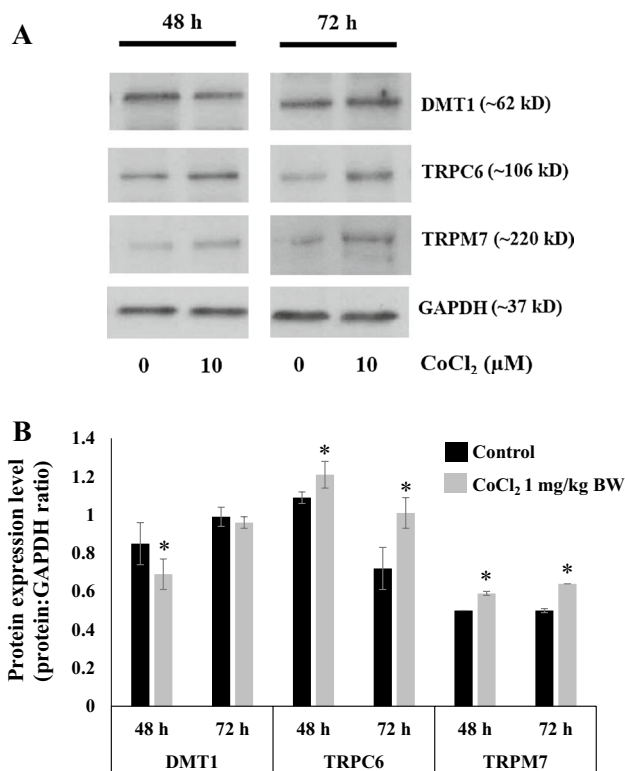 A
48 h 72 h
DMT1 (~62 kD)
TRPC6 (~106 kD)
TRPM7 (~220 kD)
GAPDH (~37 kD)
0 10 0 10 CoCl₂ (µM)
B
Protein expression level
(protein:GAPDH ratio)
1.4
1.2
1
0.8
0.6
0.4
0.2
0
Control
CoCl₂ 1 mg/kg BW
* * * * *
48 h 72 h 48 h 72 h 48 h 72 h
DMT1 TRPC6 TRPM7